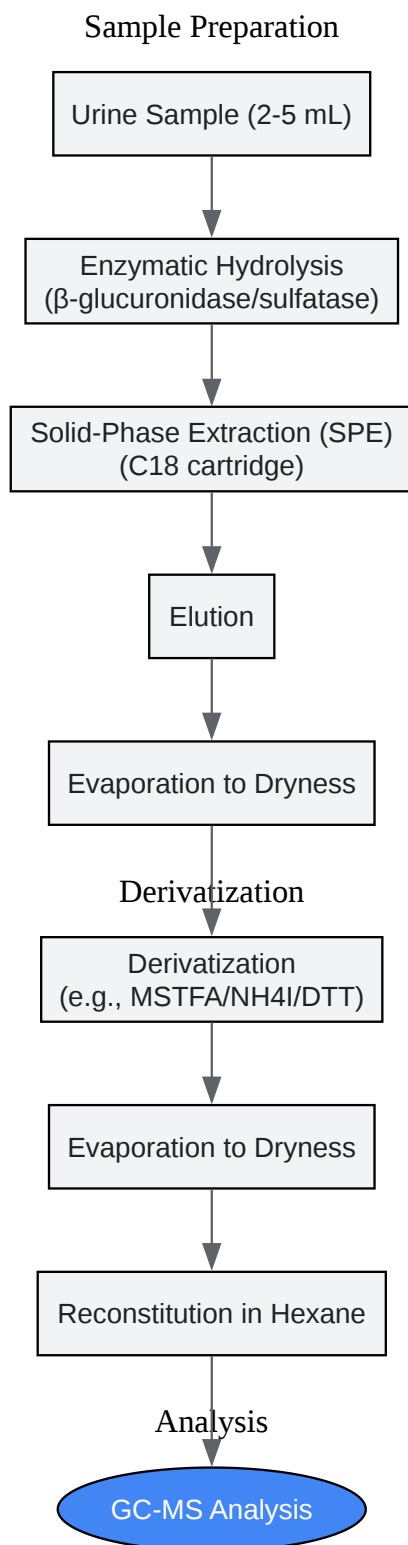 Sample Preparation
Urine Sample (2-5 mL)
Enzymatic Hydrolysis
(β-glucuronidase/sulfatase)
Solid-Phase Extraction (SPE)
(C18 cartridge)
Elution
Evaporation to Dryness
Derivatization
Derivatization
(e.g., MSTFA/NH4I/DTT)
Evaporation to Dryness
Reconstitution in Hexane
Analysis
GC-MS Analysis